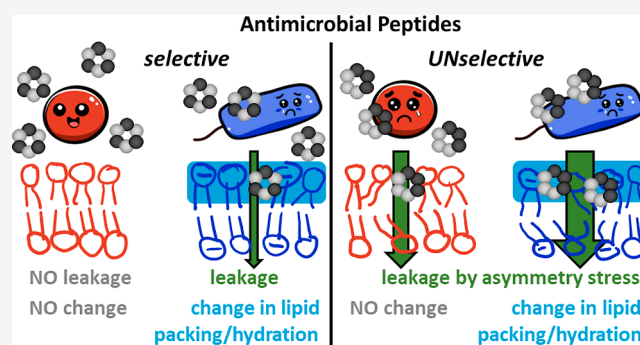 Antimicrobial Peptides
selective
UNselective
NO leakage
NO change
leakage
change in lipid
packing/hydration
leakage by asymmetry stress
NO change
change in lipid
packing/hydration